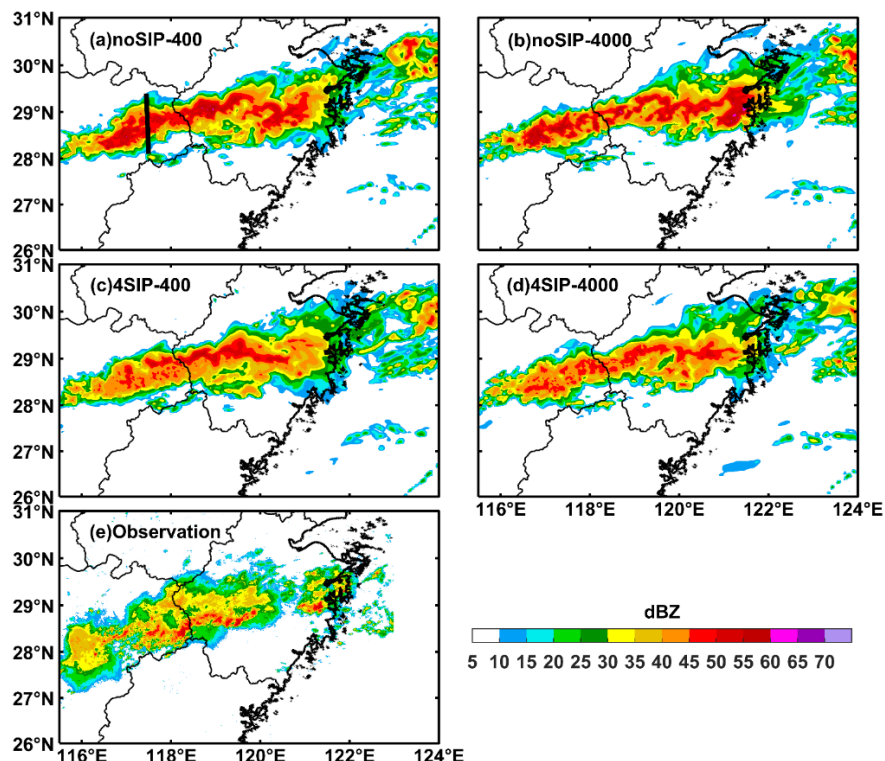 31°N
(a)noSIP-400
(b)noSIP-4000
30°N
29°N
28°N
27°N
26°N
31°N
(c)4SIP-400
(d)4SIP-4000
30°N
29°N
28°N
27°N
26°N
116°E 118°E 120°E 122°E 124°E
31°N
(e)Observation
30°N
29°N
28°N
27°N
26°N
116°E 118°E 120°E 122°E 124°E
dBZ
5 10 15 20 25 30 35 40 45 50 55 60 65 70